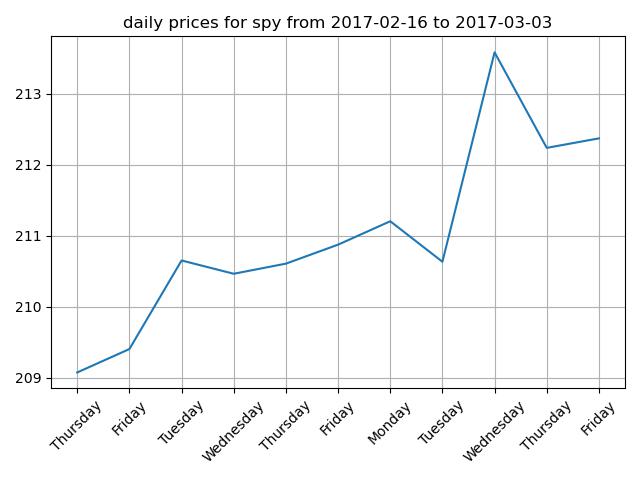 daily prices for spy from 2017-02-16 to 2017-03-03
213
212
211
210
209
Thursday
Friday
Tuesday
Wednesday
Thursday
Friday
Monday
Tuesday
Wednesday
Thursday
Friday